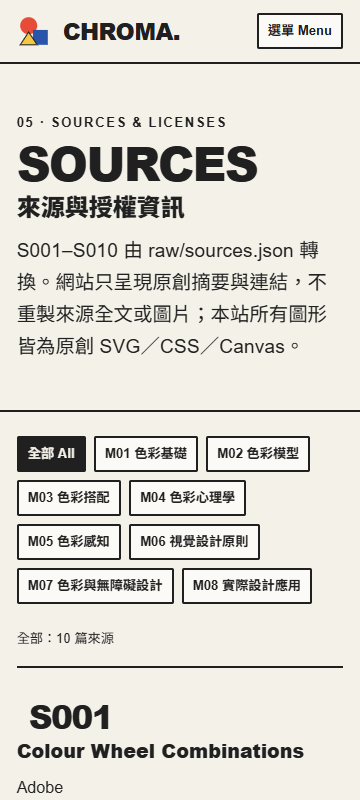 CHROMA.
選單 Menu
05 · SOURCES & LICENSES
SOURCES
來源與授權資訊
S001–S010 由 raw/sources.json 轉
換。網站只呈現原創摘要與連結，不
重製來源全文或圖片；本站所有圖形
皆為原創 SVG／CSS／Canvas。
全部 All
M01 色彩基礎
M02 色彩模型
M03 色彩搭配
M04 色彩心理學
M05 色彩感知
M06 視覺設計原則
M07 色彩與無障礙設計
M08 實際設計應用
全部：10 篇來源
S001
Colour Wheel Combinations
Adobe